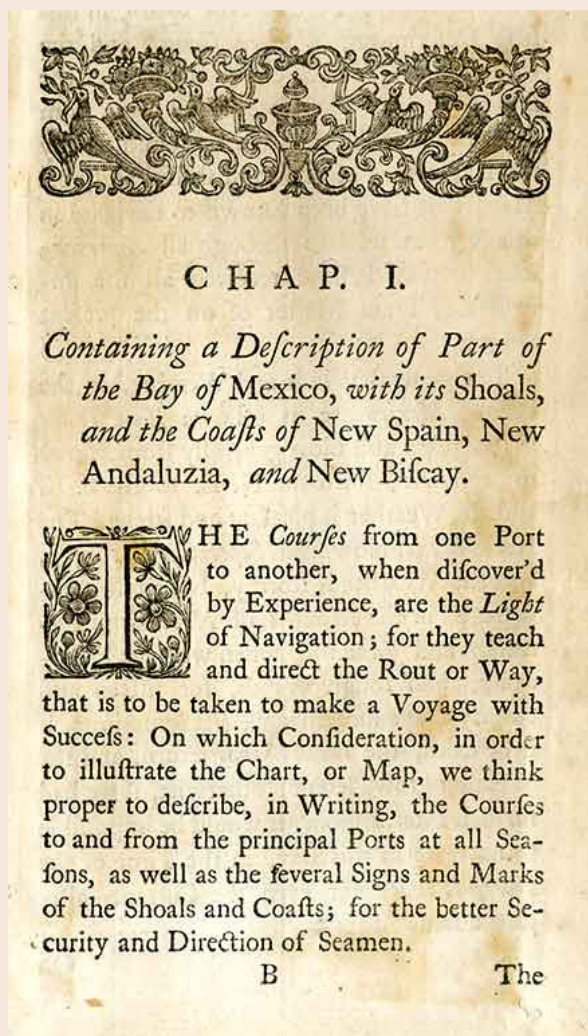 CHAP. I.
Containing a Deſcription of Part of
the Bay of Mexico, with its Shoals,
and the Coaſts of New Spain, New
Andaluzia, and New Biſcay.
THE Courſes from one Port
to another, when diſcover'd
by Experience, are the Light
of Navigation; for they teach
and direct the Rout or Way,
that is to be taken to make a Voyage with
Succeſs: On which Conſideration, in order
to illuſtrate the Chart, or Map, we think
proper to deſcribe, in Writing, the Courſes
to and from the principal Ports at all Sea-
ſons, as well as the ſeveral Signs and Marks
of the Shoals and Coaſts; for the better Se-
curity and Direction of Seamen.
B The